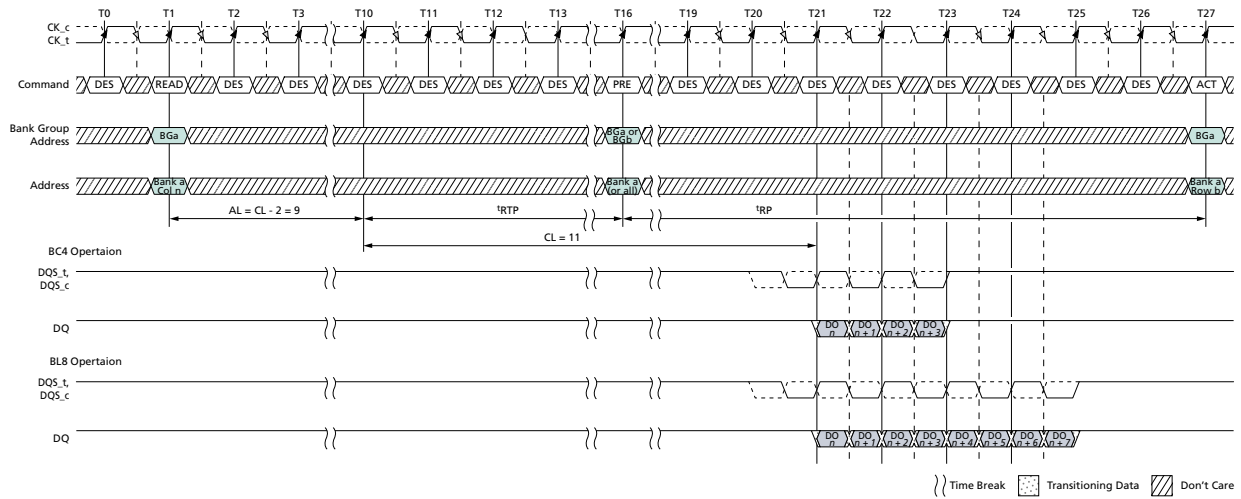 T0 T1 T2 T3 T10 T11 T12 T13 T16 T19 T20 T21 T22 T23 T24 T25 T26 T27
CK_c
CK_t
Command DES READ DES DES DES DES DES DES PRE DES DES DES DES DES DES DES DES ACT
Bank Group
Address
BGa
BGa or
BGb
BGa
Address
Bank a
Col n
Bank a
(or all)
Bank a
Row b
AL = CL - 2 = 9
tRTP
tRP
CL = 11
BC4 Opertaion
DQS_t,
DQS_c
DQ
DO
n
DO
n + 1
DO
n + 2
DO
n + 3
BL8 Opertaion
DQS_t,
DQS_c
DQ
DO
n
DO
n + 1
DO
n + 2
DO
n + 3
DO
n + 4
DO
n + 5
DO
n + 6
DO
n + 7
Time Break Transitioning Data Don't Care